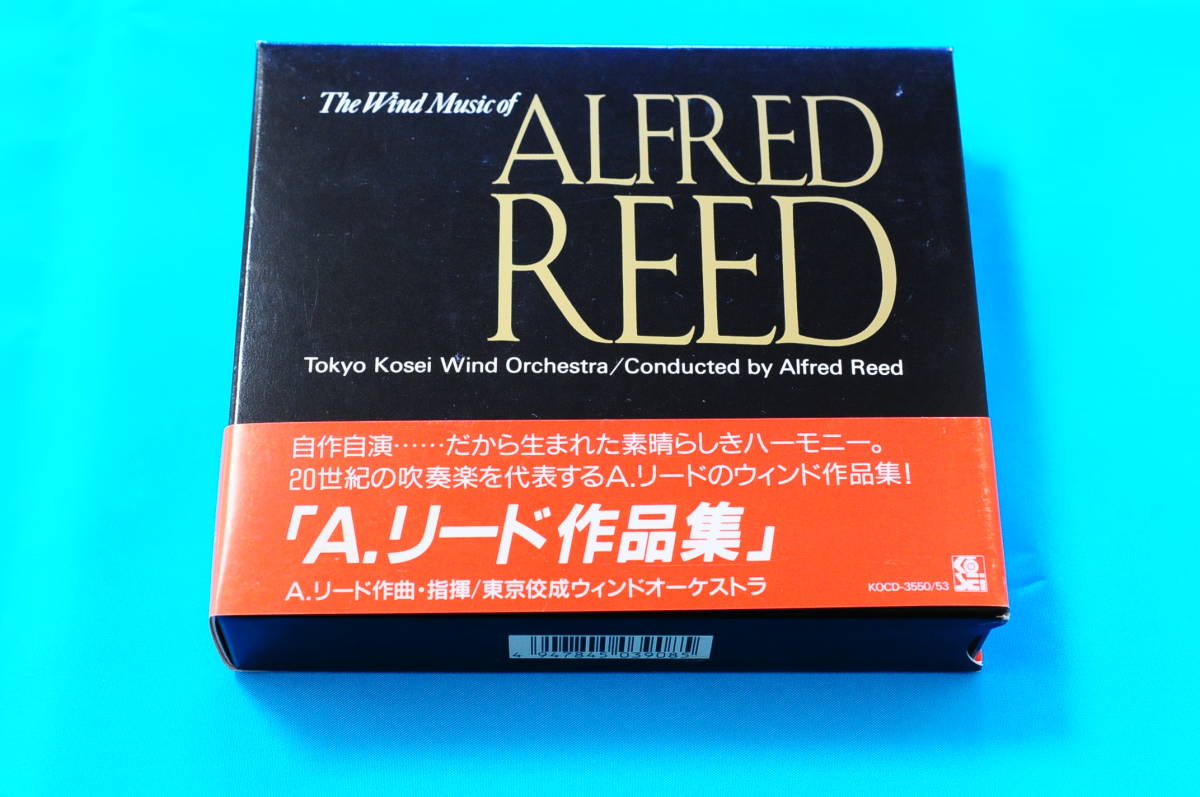 The Wind Music of ALFRED
REED
Tokyo Kosei Wind Orchestra/Conducted by Alfred Reed
自作自演……だから生まれた素晴らしきハーモニー。
20世紀の吹奏楽を代表するA.リードのウィンド作品集!
「A.リード作品集」
A.リード作曲・指揮/東京佼成ウィンドオーケストラ
KOSEI
KOCD-3550/53
4 947845 039085